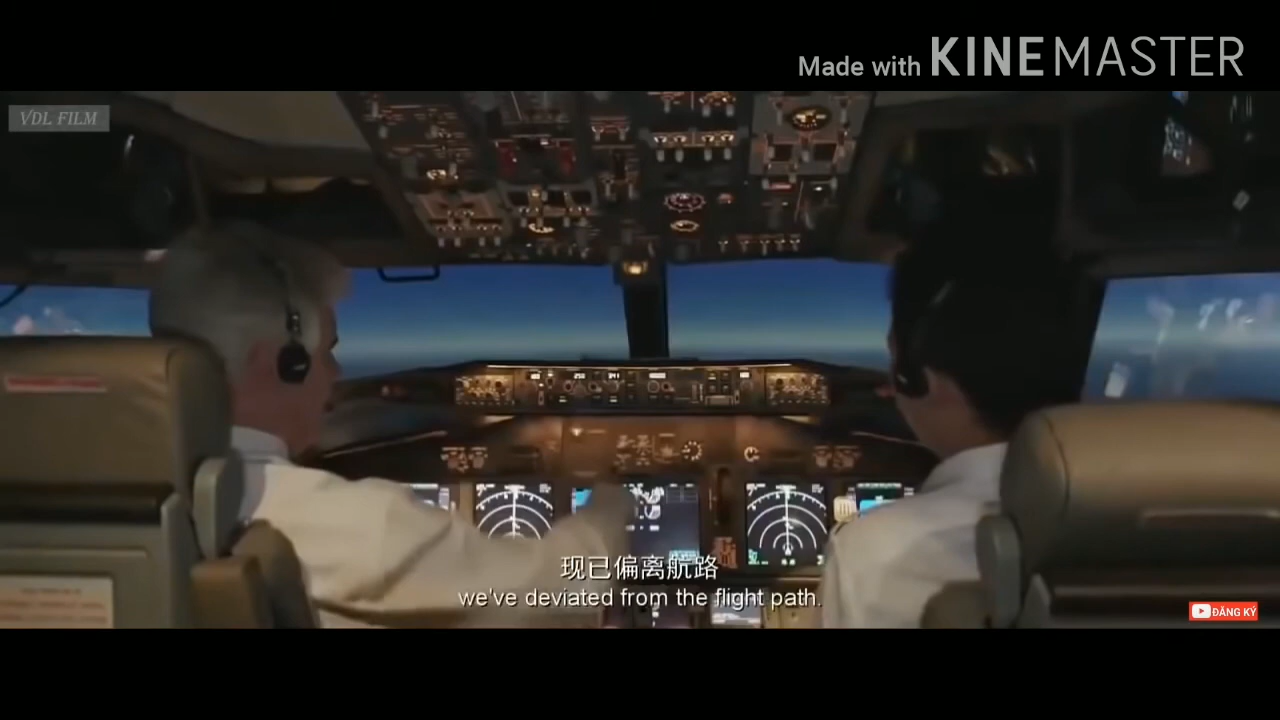 Made with KINEMASTER
VDL FILM
现已偏离航路
we've deviated from the flight path.
ĐĂNG KÝ